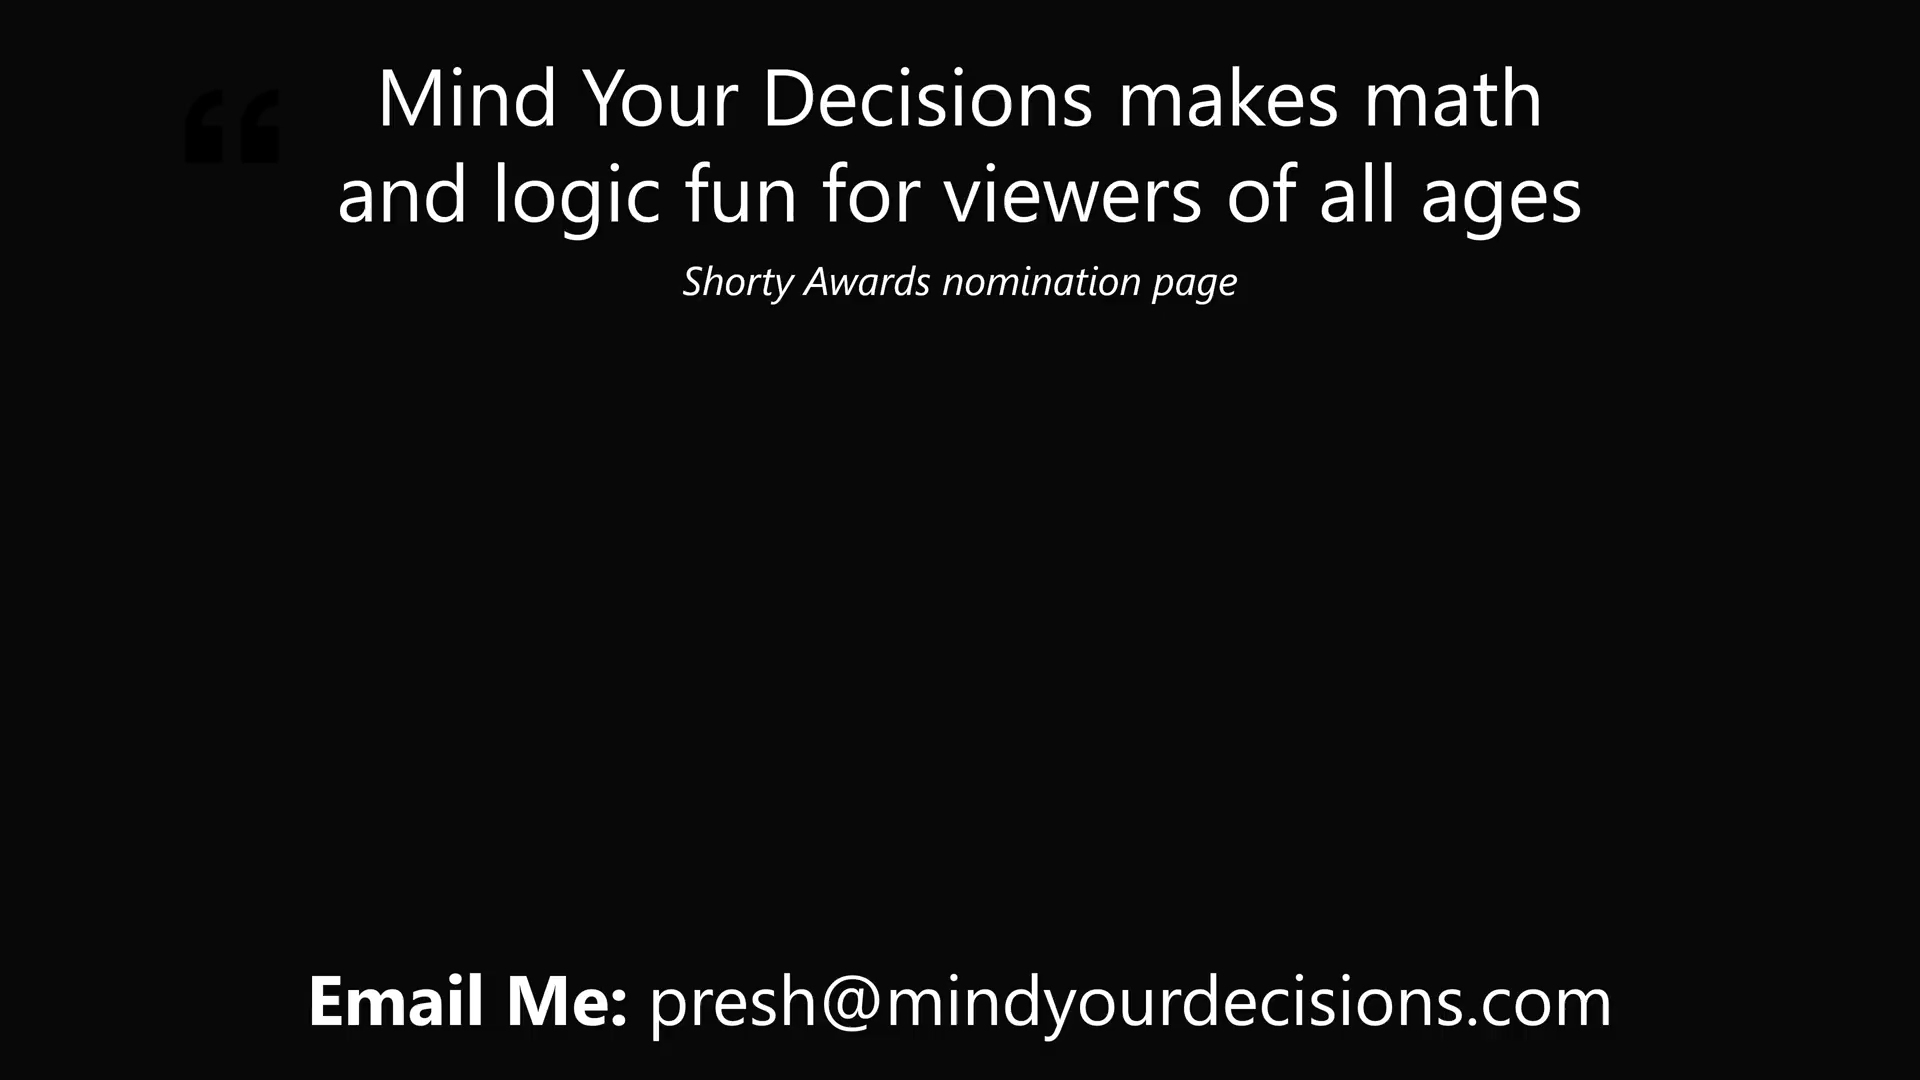 “ Mind Your Decisions makes math
and logic fun for viewers of all ages
Shorty Awards nomination page
Email Me: presh@mindyourdecisions.com